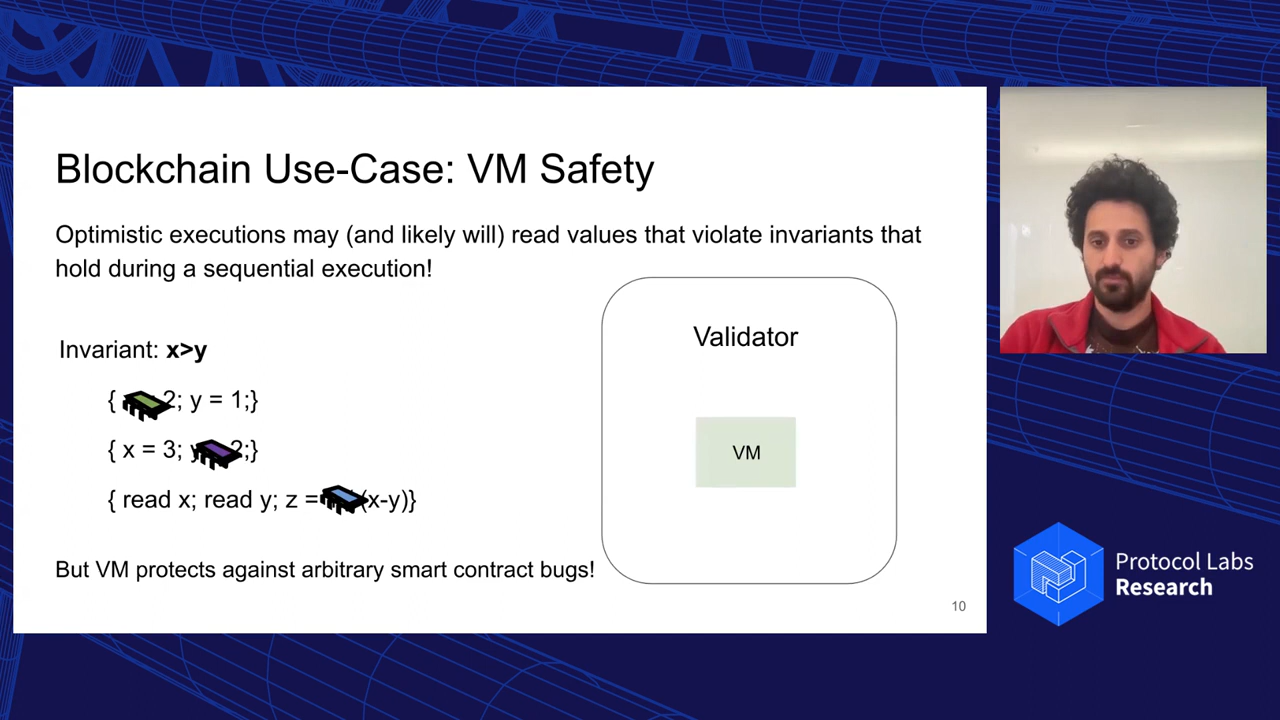 Blockchain Use-Case: VM Safety
Optimistic executions may (and likely will) read values that violate invariants that
hold during a sequential execution!
Invariant: x>y
{ 2; y = 1;}
{ x = 3; 2;}
{ read x; read y; z = (x-y)}
But VM protects against arbitrary smart contract bugs!
Validator
VM
10
Protocol Labs
Research